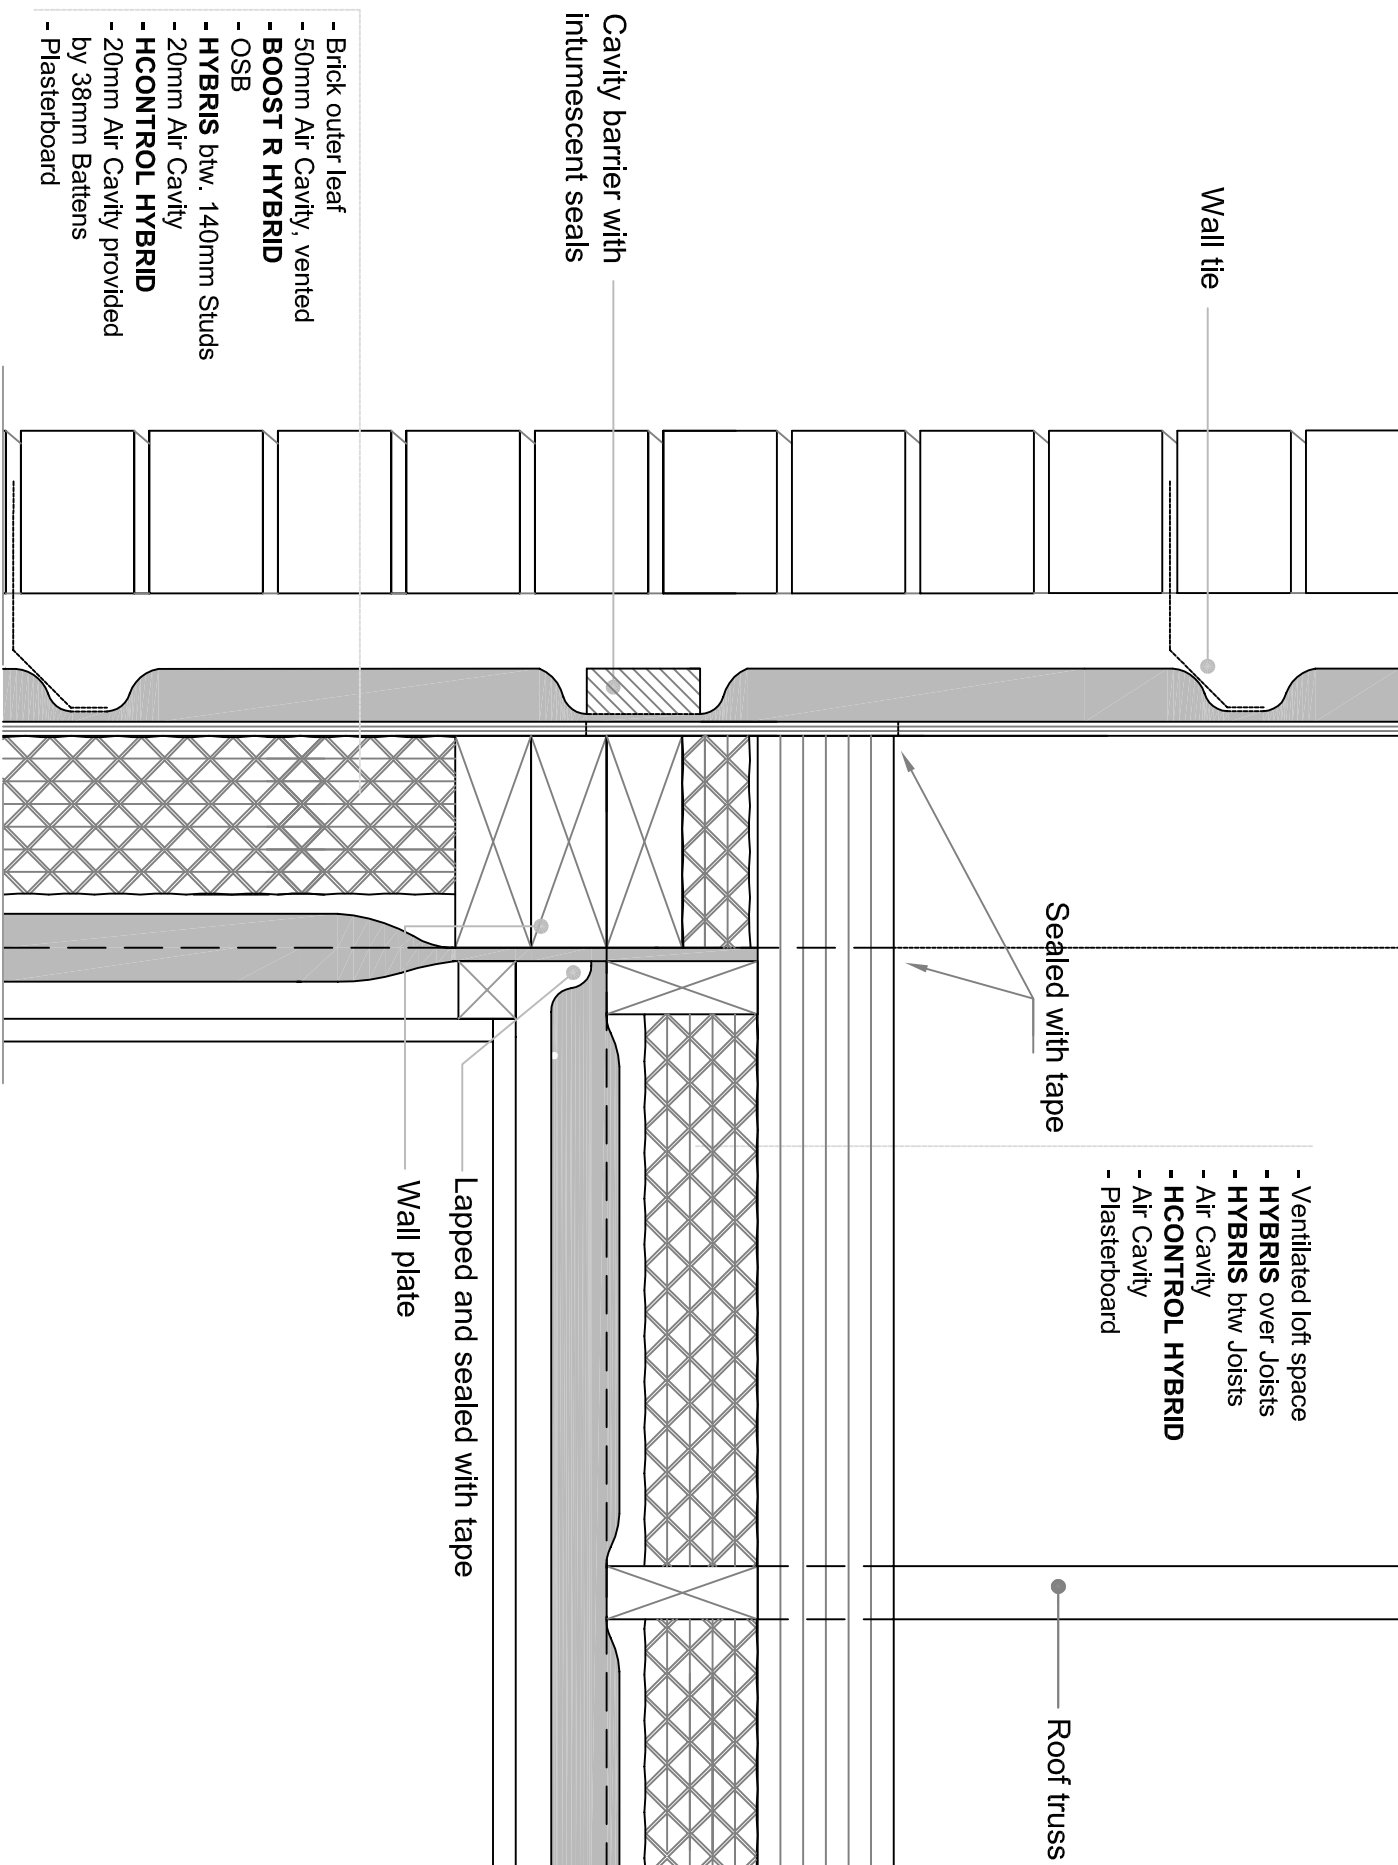 Wall tie
Cavity barrier with
intumescent seals
- Brick outer leaf
- 50mm Air Cavity, vented
- BOOST R HYBRID
- OSB
- HYBRIS btw. 140mm Studs
- 20mm Air Cavity
- HCONTROL HYBRID
- 20mm Air Cavity provided
by 38mm Battens
- Plasterboard
Sealed with tape
- Ventilated loft space
- HYBRIS over Joists
- HYBRIS btw Joists
- Air Cavity
- HCONTROL HYBRID
- Air Cavity
- Plasterboard
Lapped and sealed with tape
Wall plate
Roof truss